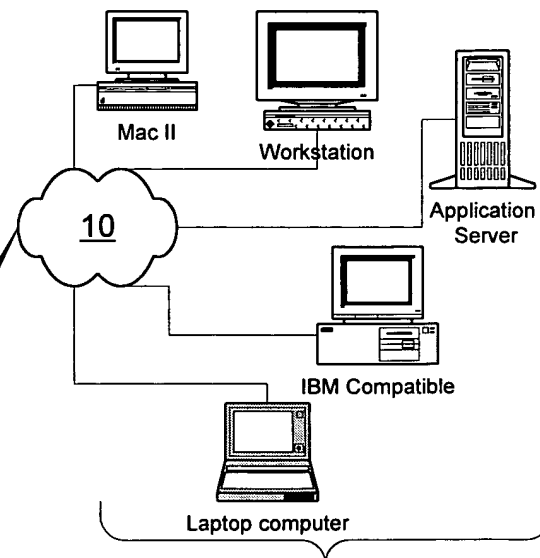 Mac II
Workstation
10
Application
Server
IBM Compatible
Laptop computer